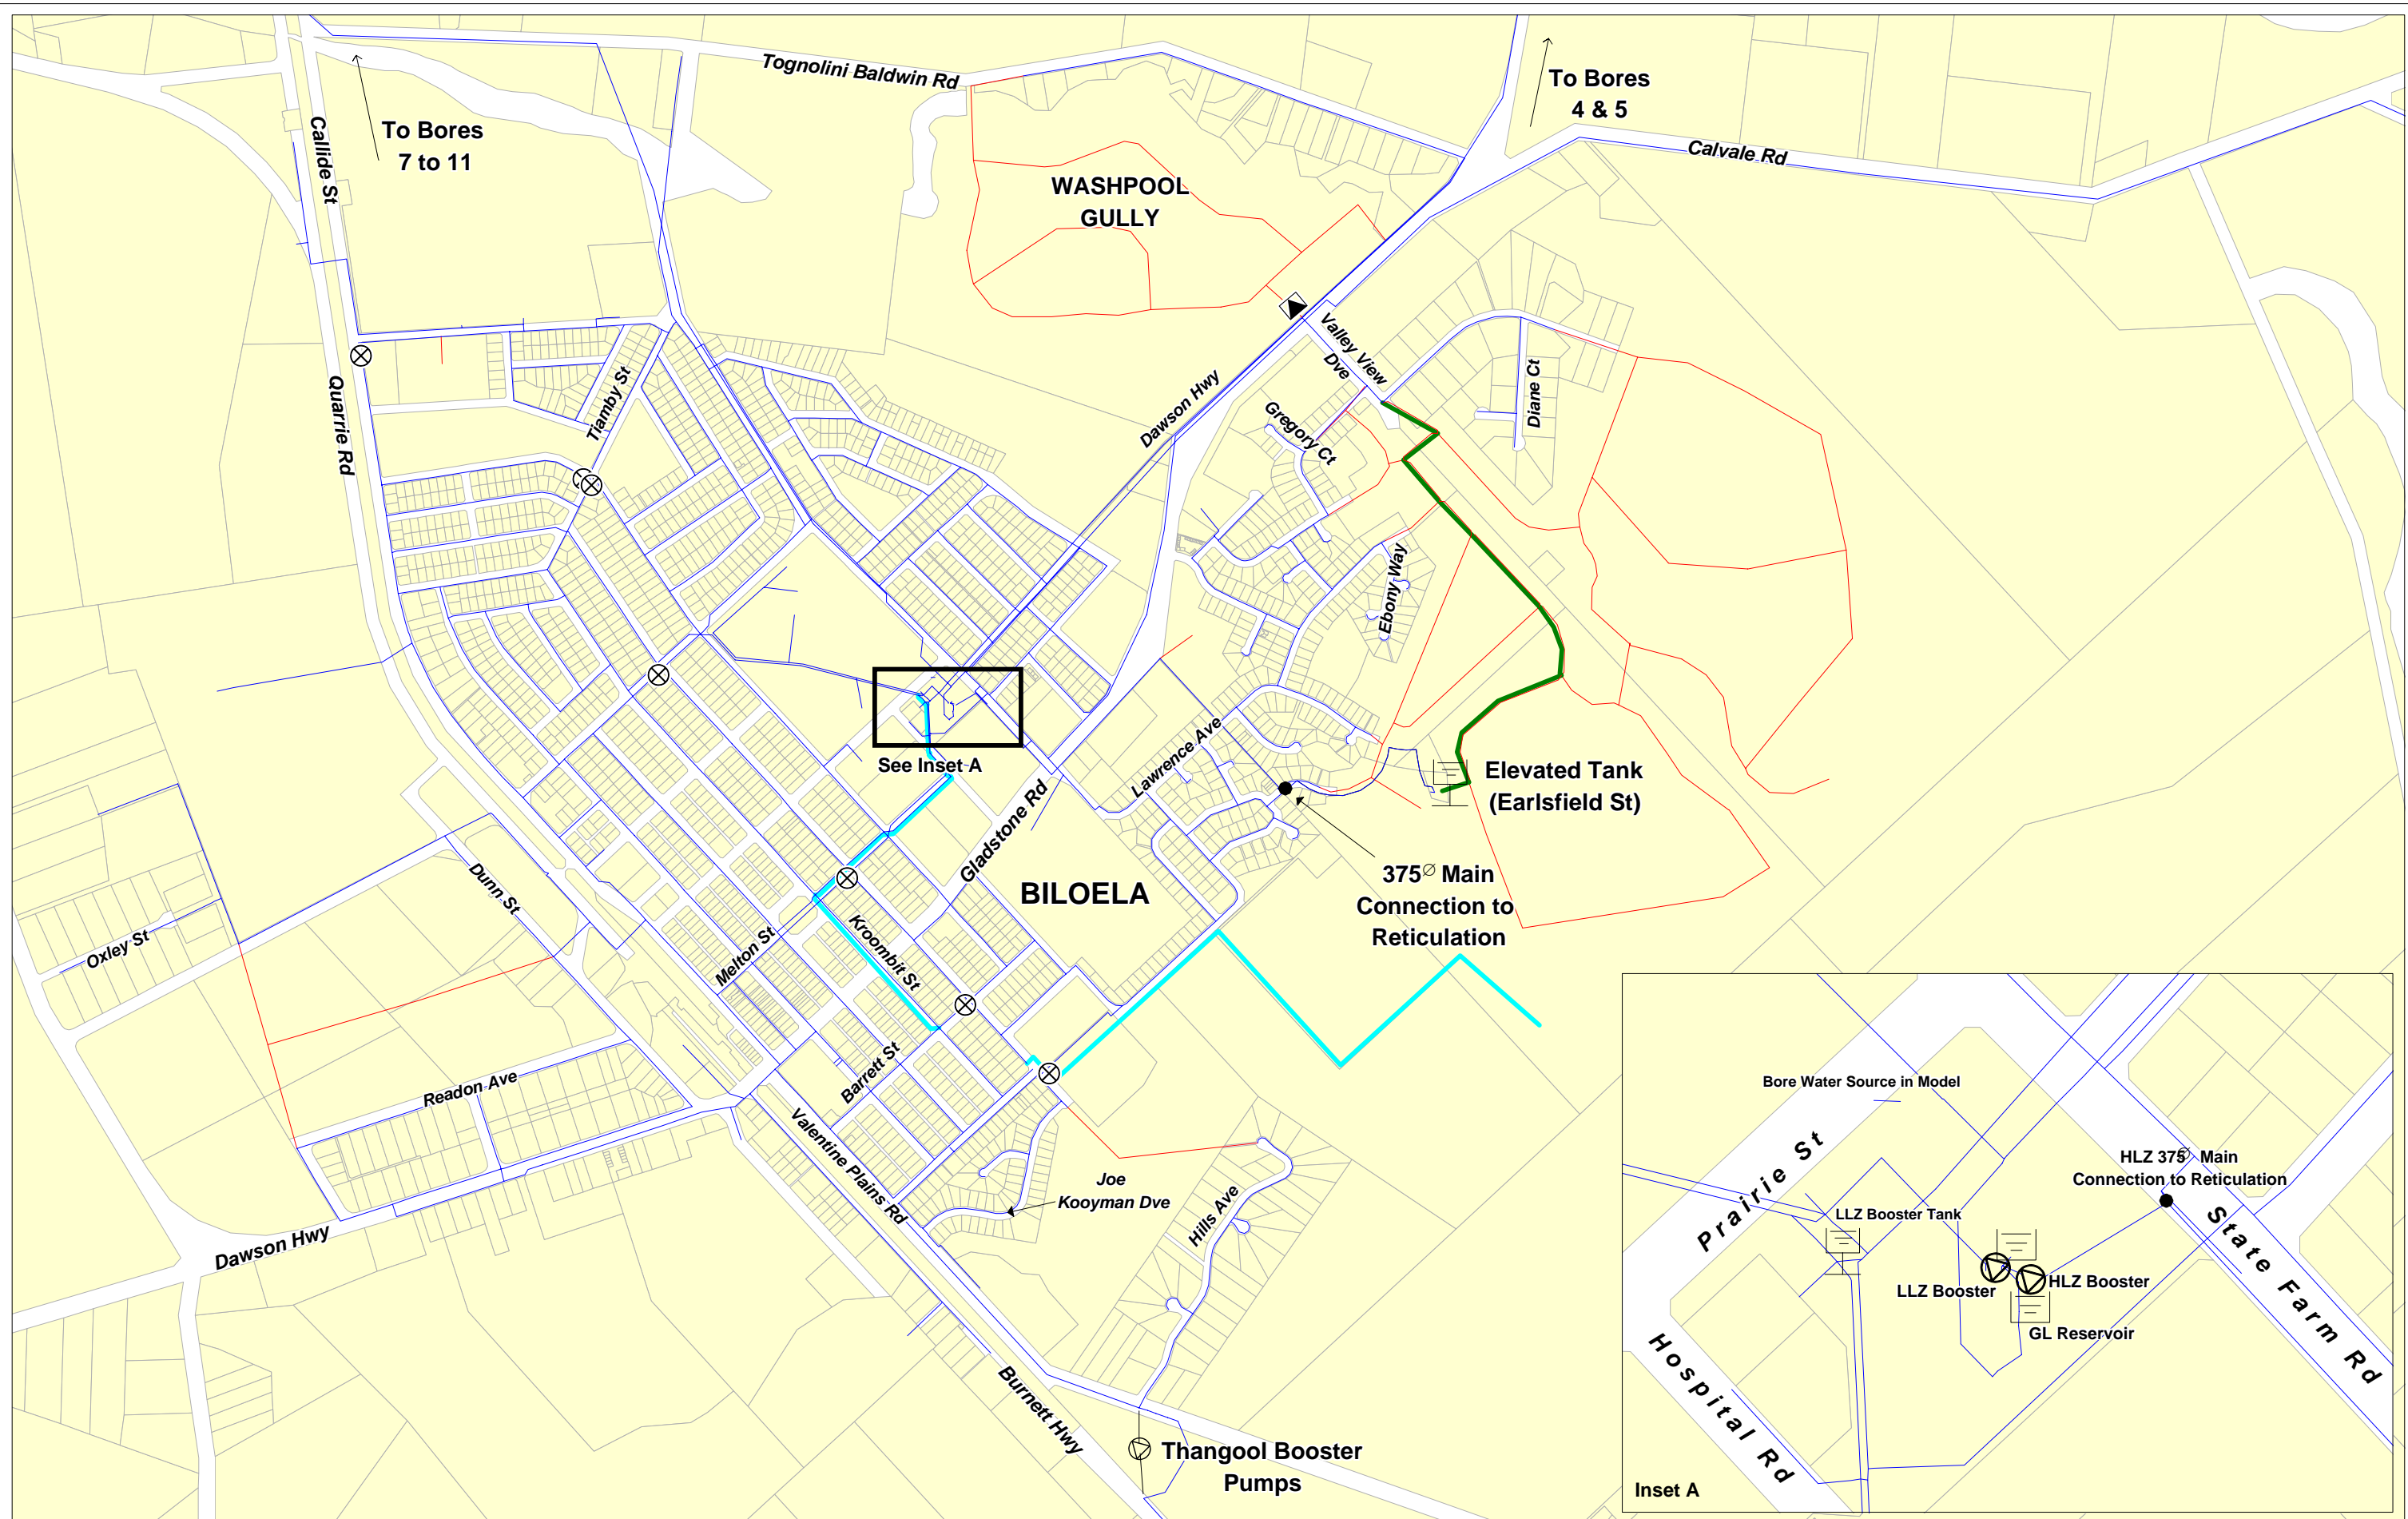 Tognolini Baldwin Rd
To Bores
4 & 5
To Bores
7 to 11
Callide St
Calvale Rd
WASHPOOL
GULLY
Valley View
Dve
Diane Ct
Dawson Hwy
Tiamby St
Quarrie Rd
Gregory Ct
Ebony Way
See Inset A
Lawrence Ave
Elevated Tank
(Earlsfield St)
Gladstone Rd
375∅ Main
Connection to
Reticulation
BILOELA
Dunn St
Oxley St
Melton St
Kroombit St
Barrett St
Readon Ave
Valentine Plains Rd
Joe
Kooyman Dve
Hills Ave
Dawson Hwy
Burnett Hwy
Thangool Booster
Pumps
Bore Water Source in Model
Prairie St
HLZ 375∅ Main
Connection to Reticulation
LLZ Booster Tank
State Farm Rd
LLZ Booster
HLZ Booster
GL Reservoir
Hospital Rd
Inset A